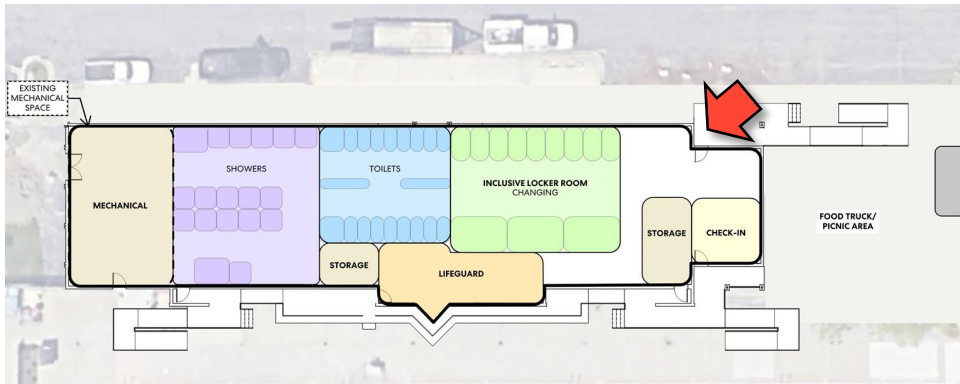 EXISTING
MECHANICAL
SPACE
SHOWERS
TOILETS
INCLUSIVE LOCKER ROOM
CHANGING
MECHANICAL
STORAGE
CHECK-IN
FOOD TRUCK/
PICNIC AREA
STORAGE
LIFEGUARD